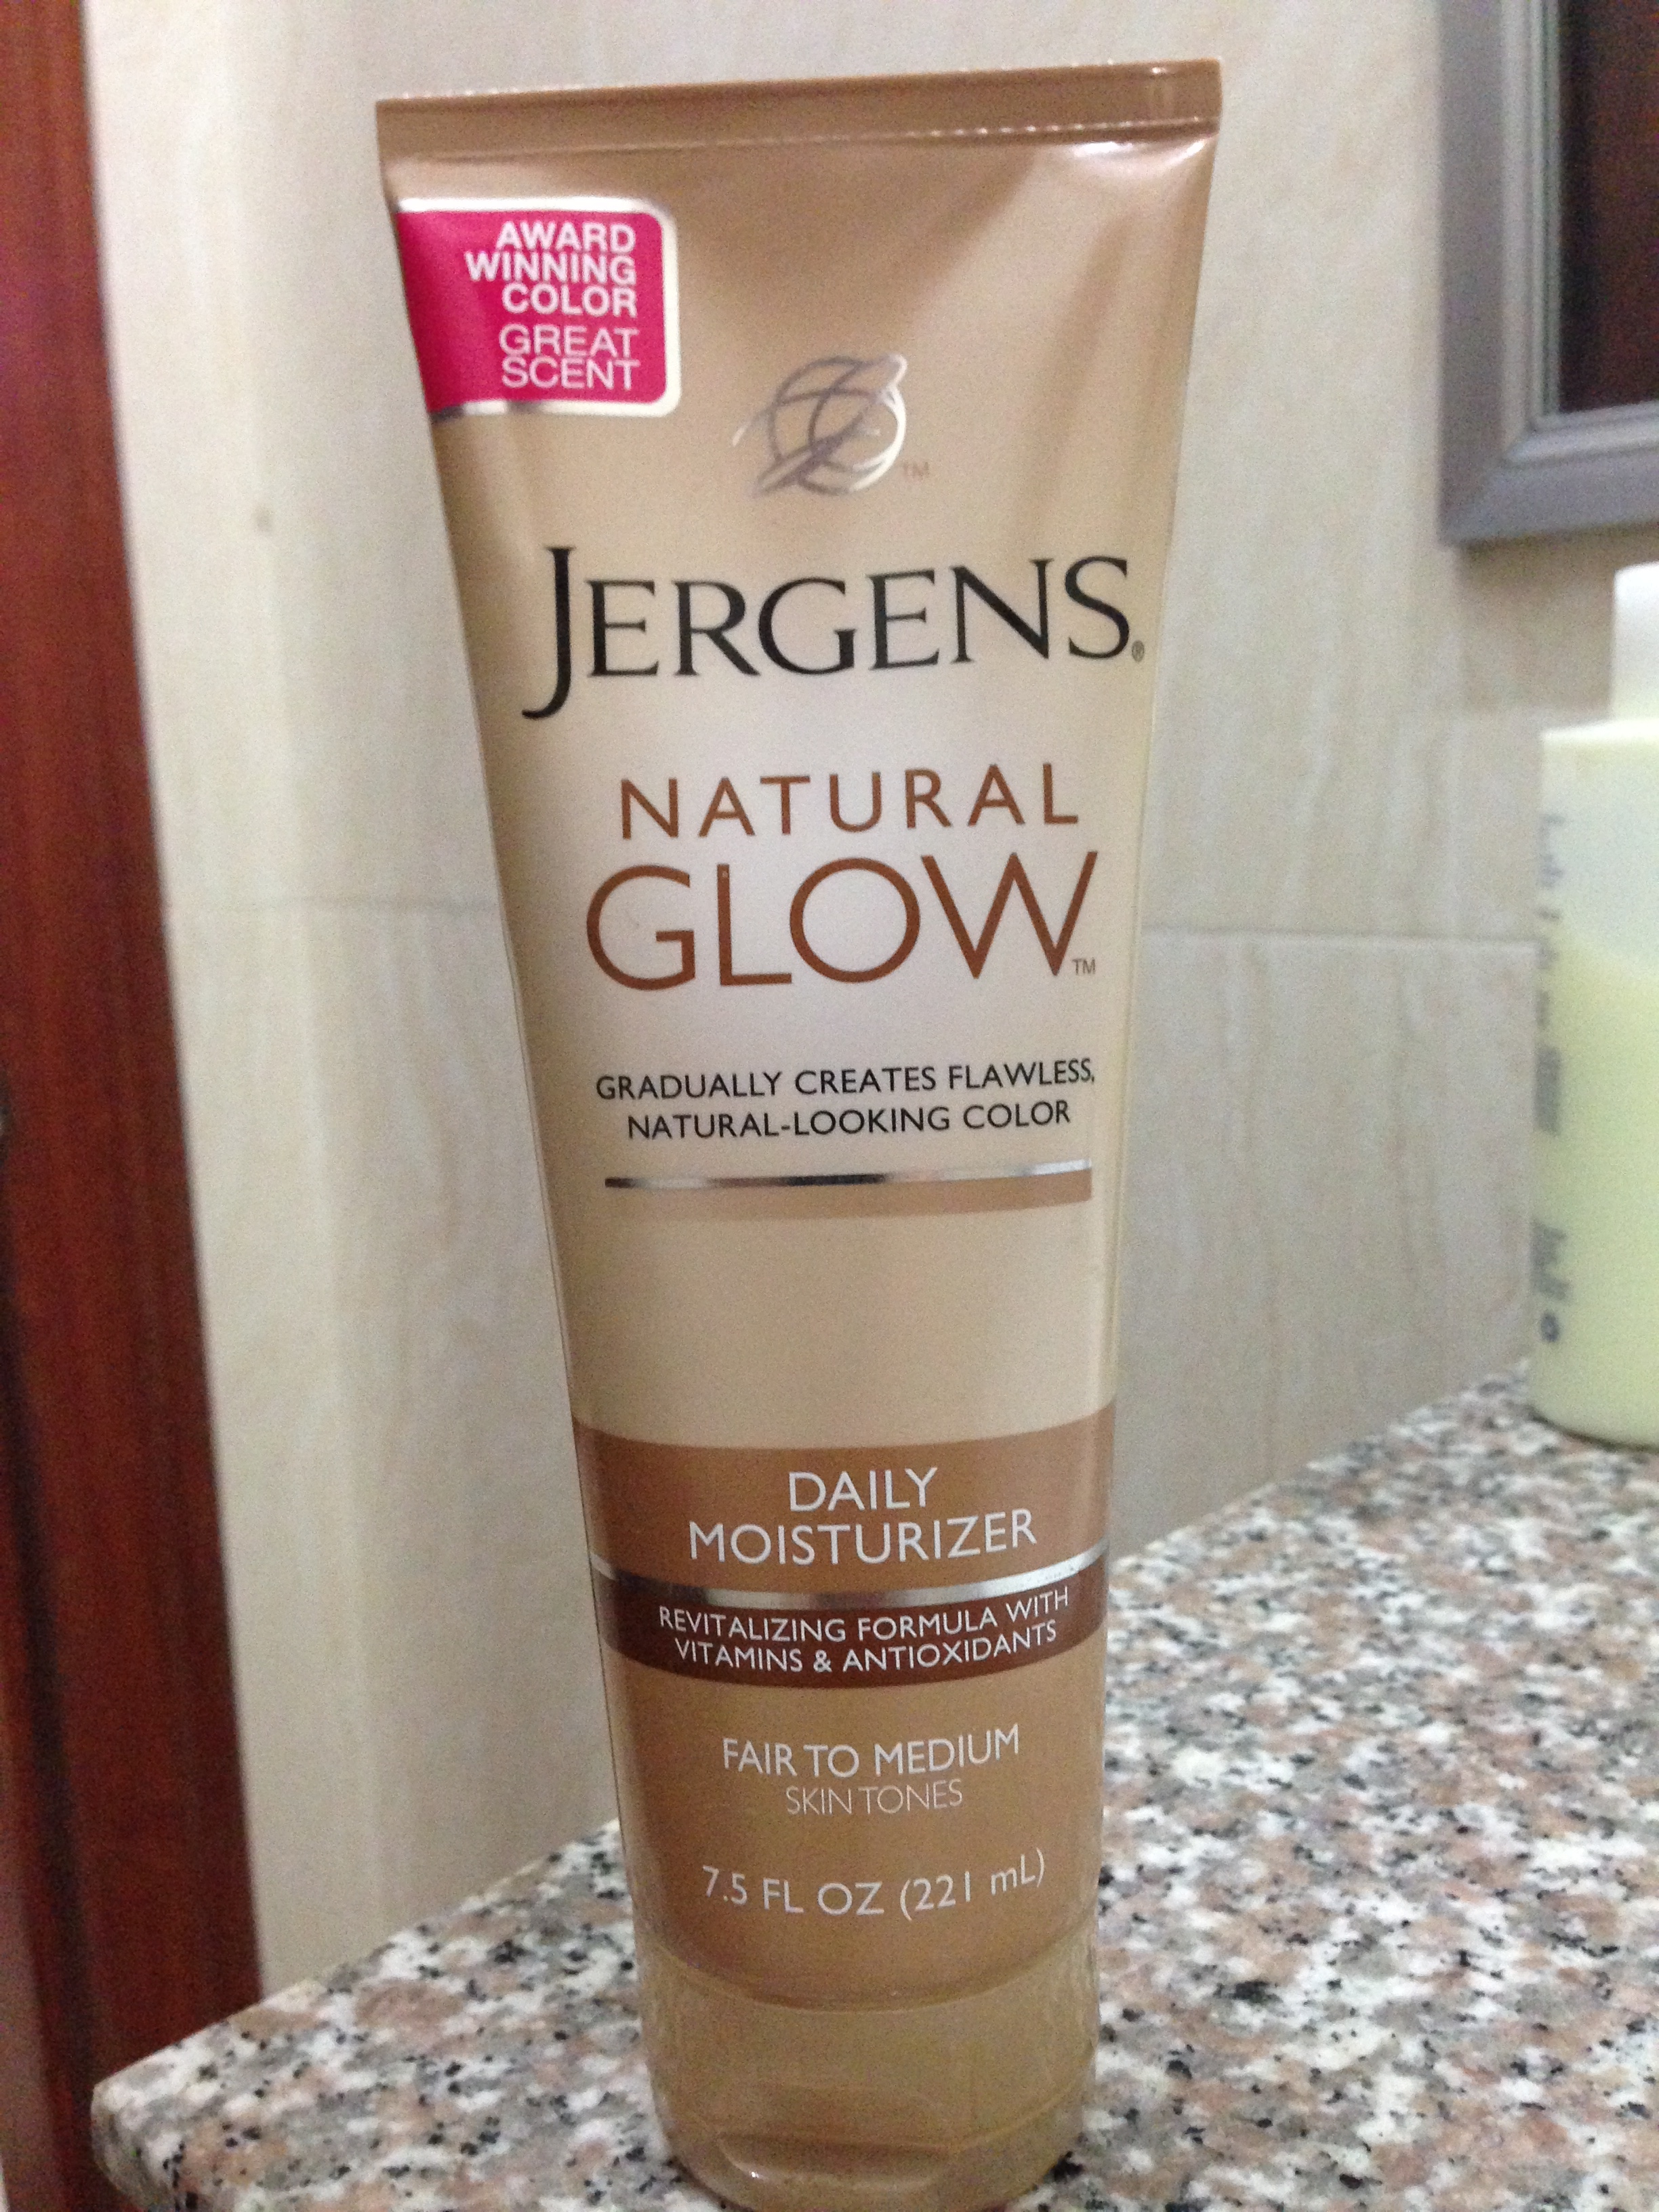 AWARD
WINNING
COLOR
GREAT
SCENT
TM
JERGENS®
NATURAL
GLOW™
GRADUALLY CREATES FLAWLESS,
NATURAL-LOOKING COLOR
DAILY
MOISTURIZER
REVITALIZING FORMULA WITH
VITAMINS & ANTIOXIDANTS
FAIR TO MEDIUM
SKIN TONES
7.5 FL OZ (221 mL)